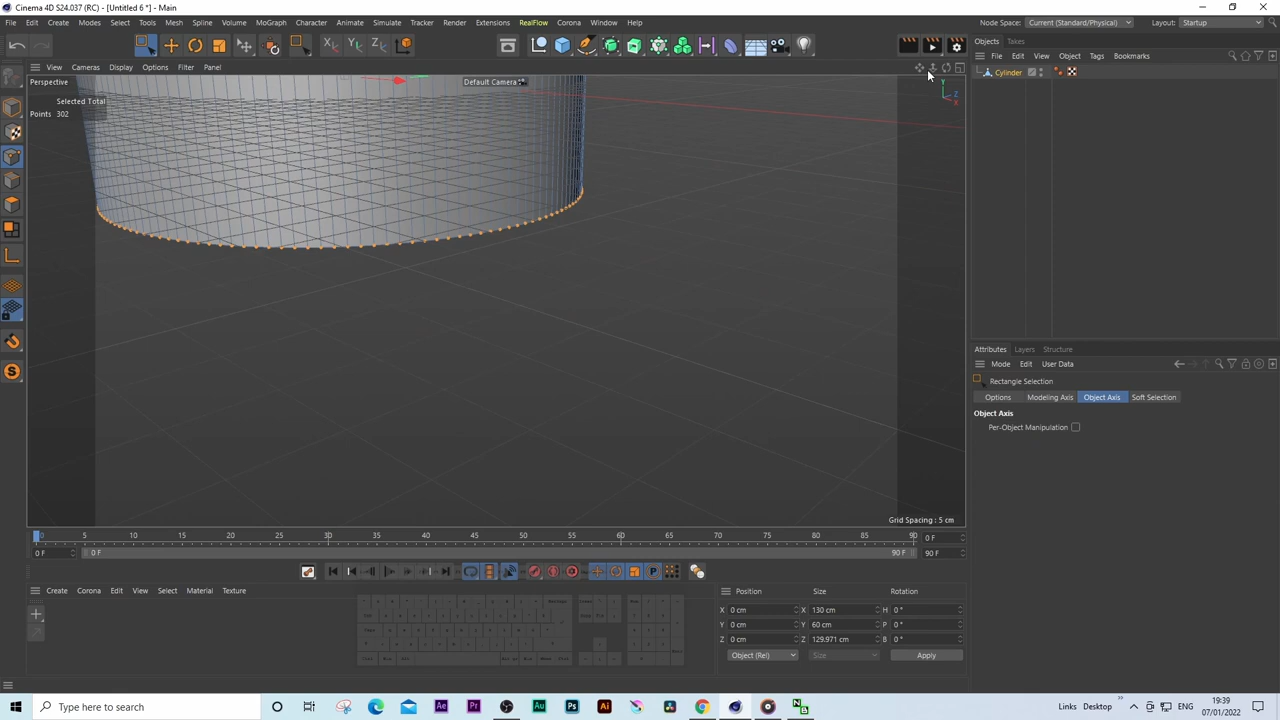 Cinema 4D S24.037 (RC) - [Untitled 6 *] - Main
File Edit Create Modes Select Tools Mesh Spline Volume MoGraph Character Animate Simulate Tracker Render Extensions RealFlow Corona Window Help
Node Space: Current (Standard/Physical) Layout: Startup
X Y Z
Objects Takes
View Cameras Display Options Filter Panel
File Edit View Object Tags Bookmarks
Perspective Default Camera
Cylinder
Selected Total
Points 302
Y
Z
X
Attributes Layers Structure
Mode Edit User Data
Rectangle Selection
Options Modeling Axis Object Axis Soft Selection
Object Axis
Per-Object Manipulation
Grid Spacing : 5 cm
0 5 10 15 20 25 30 35 40 45 50 55 60 65 70 75 80 85 90 0 F
0 F 0 F 90 F 90 F
Create Corona Edit View Select Material Texture
Position Size Rotation
X 0 cm X 130 cm H 0 °
Y 0 cm Y 60 cm P 0 °
Z 0 cm Z 129.971 cm B 0 °
Object (Rel) Size Apply
Type here to search
Links Desktop ENG 19:39
07/01/2022